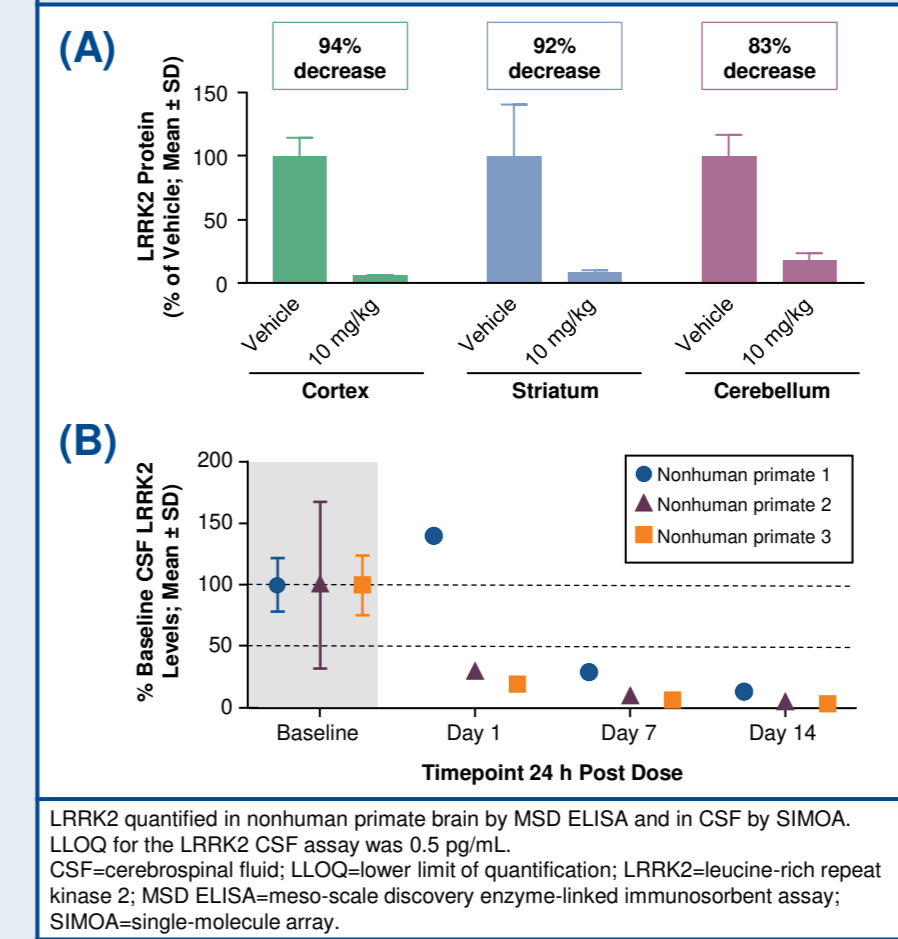 (A)
94%
decrease
92%
decrease
83%
decrease
LRRK2 Protein
(% of Vehicle; Mean ± SD)
150
100
50
0
Vehicle
10 mg/kg
Vehicle
10 mg/kg
Vehicle
10 mg/kg
Cortex
Striatum
Cerebellum
(B)
% Baseline CSF LRRK2
Levels; Mean ± SD)
200
150
100
50
0
Nonhuman primate 1
Nonhuman primate 2
Nonhuman primate 3
Baseline
Day 1
Day 7
Day 14
Timepoint 24 h Post Dose
LRRK2 quantified in nonhuman primate brain by MSD ELISA and in CSF by SIMOA.
LLOQ for the LRRK2 CSF assay was 0.5 pg/mL.
CSF=cerebrospinal fluid; LLOQ=lower limit of quantification; LRRK2=leucine-rich repeat
kinase 2; MSD ELISA=meso-scale discovery enzyme-linked immunosorbent assay;
SIMOA=single-molecule array.